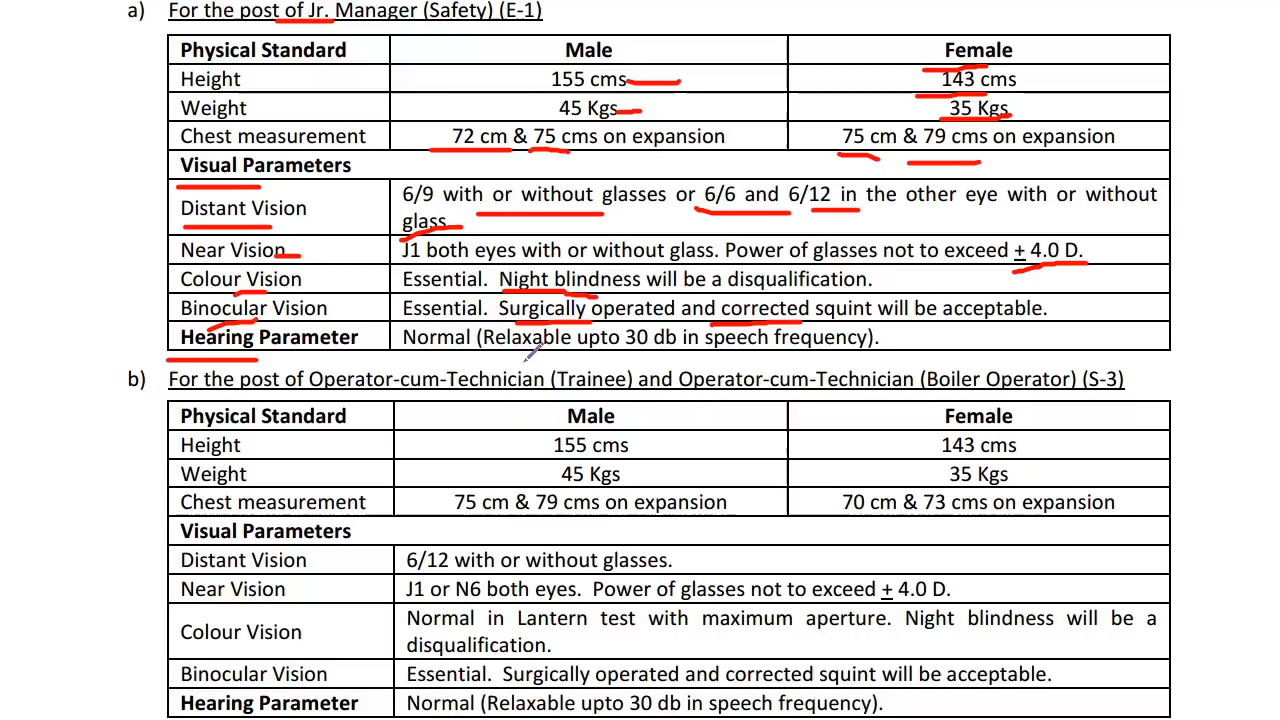 a) For the post of Jr. Manager (Safety) (E-1)
Physical Standard Male Female
Height 155 cms 143 cms
Weight 45 Kgs 35 Kgs
Chest measurement 72 cm & 75 cms on expansion 75 cm & 79 cms on expansion
Visual Parameters
Distant Vision 6/9 with or without glasses or 6/6 and 6/12 in the other eye with or without
glass.
Near Vision J1 both eyes with or without glass. Power of glasses not to exceed ± 4.0 D.
Colour Vision Essential. Night blindness will be a disqualification.
Binocular Vision Essential. Surgically operated and corrected squint will be acceptable.
Hearing Parameter Normal (Relaxable upto 30 db in speech frequency).
b) For the post of Operator-cum-Technician (Trainee) and Operator-cum-Technician (Boiler Operator) (S-3)
Physical Standard Male Female
Height 155 cms 143 cms
Weight 45 Kgs 35 Kgs
Chest measurement 75 cm & 79 cms on expansion 70 cm & 73 cms on expansion
Visual Parameters
Distant Vision 6/12 with or without glasses.
Near Vision J1 or N6 both eyes. Power of glasses not to exceed ± 4.0 D.
Colour Vision Normal in Lantern test with maximum aperture. Night blindness will be a
disqualification.
Binocular Vision Essential. Surgically operated and corrected squint will be acceptable.
Hearing Parameter Normal (Relaxable upto 30 db in speech frequency).